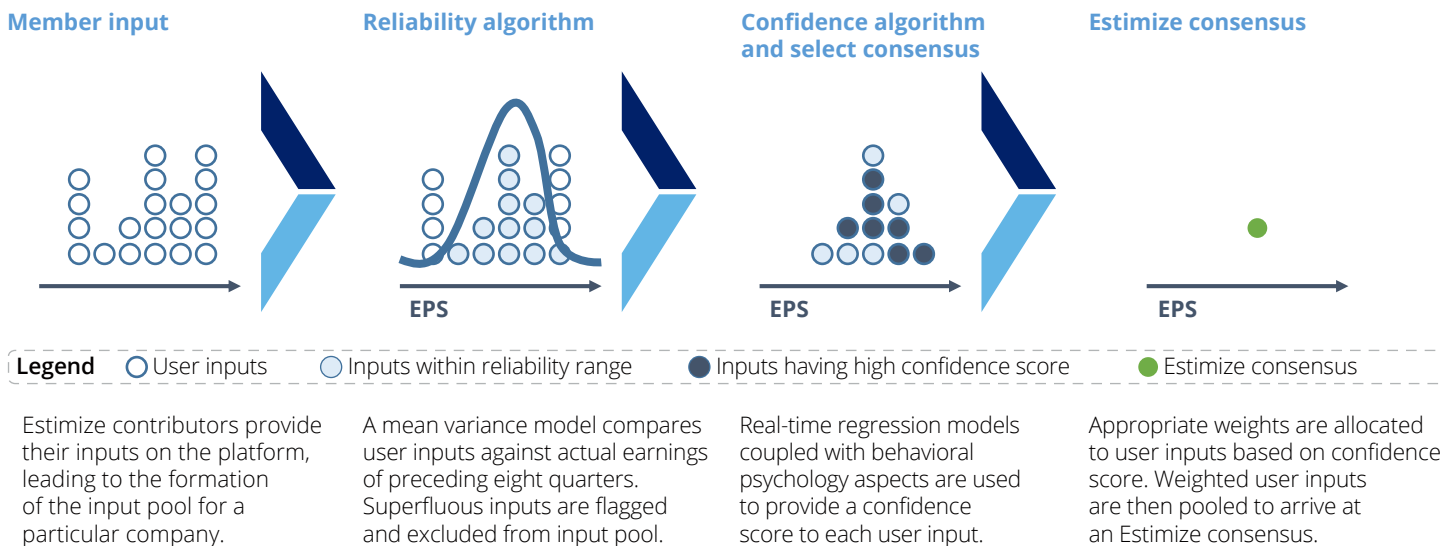 Member input
Reliability algorithm
Confidence algorithm
and select consensus
Estimize consensus
EPS
EPS
EPS
Legend
User inputs
Inputs within reliability range
Inputs having high confidence score
Estimize consensus
Estimize contributors provide
their inputs on the platform,
leading to the formation
of the input pool for a
particular company.
A mean variance model compares
user inputs against actual earnings
of preceding eight quarters.
Superfluous inputs are flagged
and excluded from input pool.
Real-time regression models
coupled with behavioral
psychology aspects are used
to provide a confidence
score to each user input.
Appropriate weights are allocated
to user inputs based on confidence
score. Weighted user inputs
are then pooled to arrive at
an Estimize consensus.